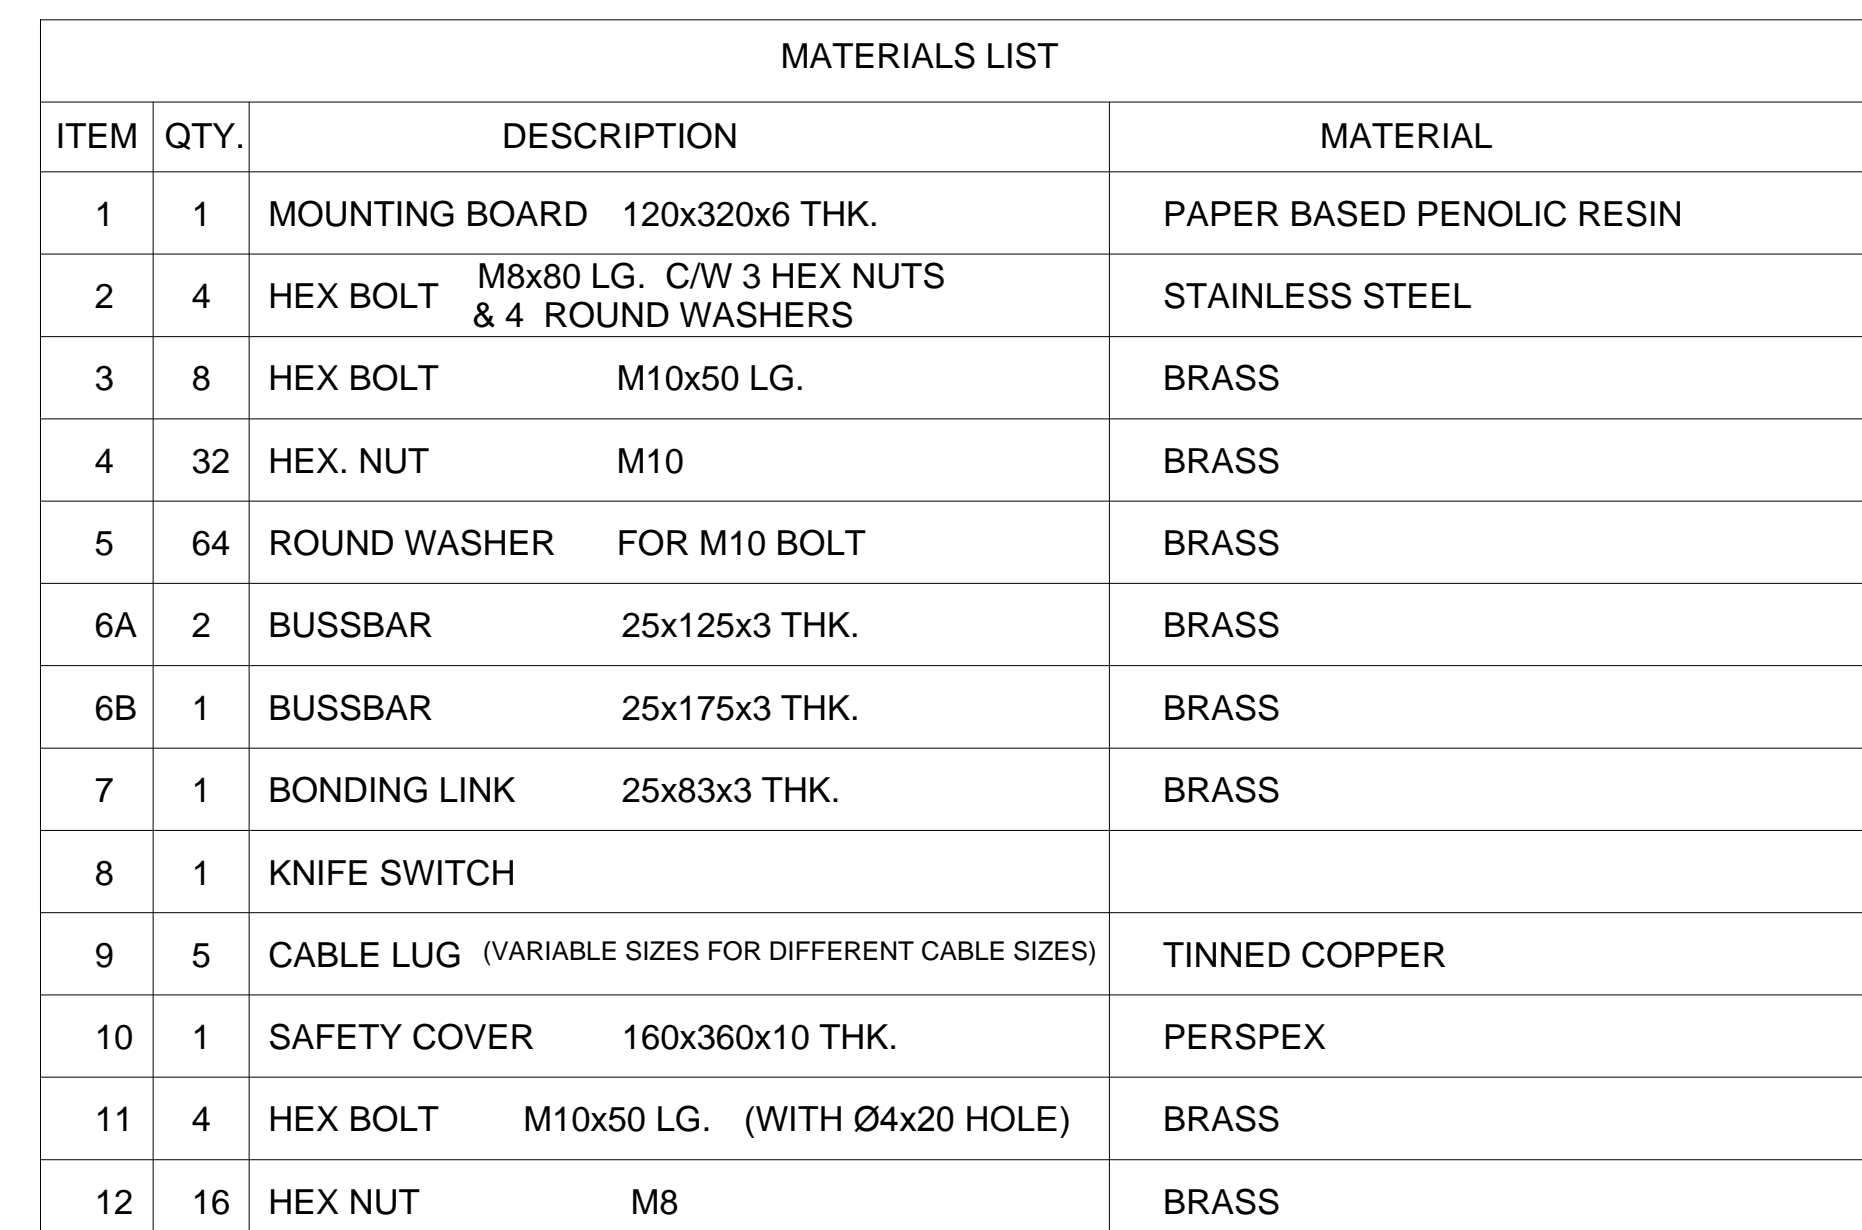 MATERIALS LIST
ITEM QTY. DESCRIPTION MATERIAL
1 1 MOUNTING BOARD 120x320x6 THK. PAPER BASED PENOLIC RESIN
2 4 HEX BOLT M8x80 LG. C/W 3 HEX NUTS
& 4 ROUND WASHERS STAINLESS STEEL
3 8 HEX BOLT M10x50 LG. BRASS
4 32 HEX. NUT M10 BRASS
5 64 ROUND WASHER FOR M10 BOLT BRASS
6A 2 BUSSBAR 25x125x3 THK. BRASS
6B 1 BUSSBAR 25x175x3 THK. BRASS
7 1 BONDING LINK 25x83x3 THK. BRASS
8 1 KNIFE SWITCH
9 5 CABLE LUG (VARIABLE SIZES FOR DIFFERENT CABLE SIZES) TINNED COPPER
10 1 SAFETY COVER 160x360x10 THK. PERSPEX
11 4 HEX BOLT M10x50 LG. (WITH Ø4x20 HOLE) BRASS
12 16 HEX NUT M8 BRASS